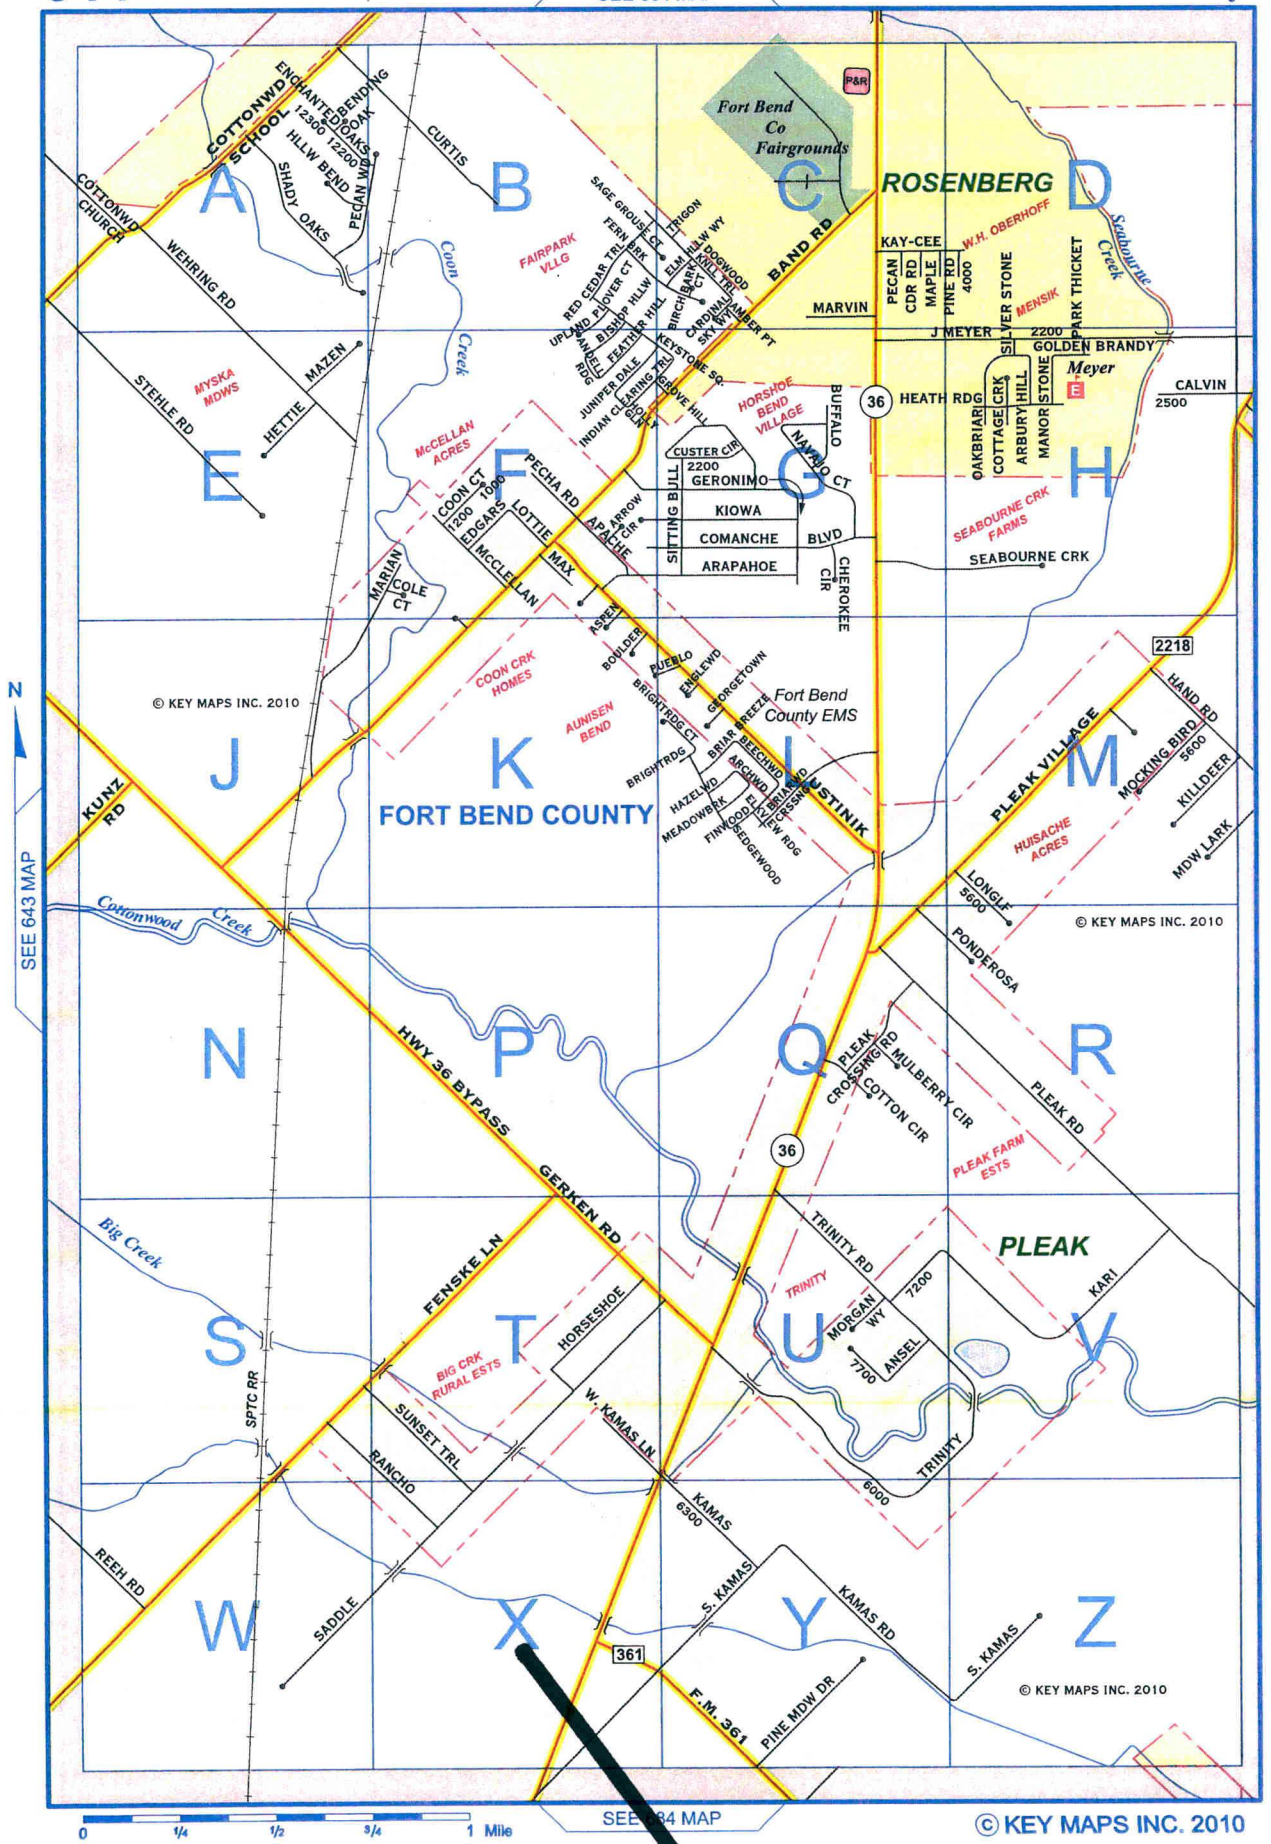 ENCHANTED OAKS
12300 12200
BENDING OAK
COTTONWD SCHOOL
HLLW BEND
PECAN WD
SHADY OAKS
CURTIS
A
B
C
D
P&R
Fort Bend
Co
Fairgrounds
ROSENBERG
COTTONWD CHURCH
WEHRING RD
Coon
Creek
FAIRPARK
VLLG
SAGE GROUSE CT
TRIGON
FERN BRK
HLLW WY
ELM
DOGWOOD
KNLL TRL
RED CEDAR TRL
UPLAND PLOVER CT
BISHOP HLLW
BIRCH BARK CT
CARDINAL
SKY WY
AMBER PT
FEATHER HILL
RANDELL RDG
KEYSTONE SQ.
JUNIPER DALE
INDIAN CLEARING TRL
GROVE HILL
JOLLY GLN
BAND RD
KAY-CEE
W.H. OBERHOFF
PECAN
CDR RD
MAPLE
PINE RD
4000
MARVIN
SILVER STONE
MENSIK
PARK THICKET
Seabourne
Creek
J MEYER
2200
GOLDEN BRANDY
Meyer
E
CALVIN
2500
MYSKA
MDWS
MAZEN
HETTIE
STEHLE RD
McCELLAN
ACRES
HORSHOE
BEND
VILLAGE
BUFFALO
36
HEATH RDG
OAKBRIAR
COTTAGE CRK
ARBURY HILL
MANOR STONE
E
F
G
H
CUSTER CIR
2200
GERONIMO
NAVAJO CT
SITTING BULL
KIOWA
COMANCHE
BLVD
ARAPAHOE
CHEROKEE CIR
COON CT
1200 1000
EDGARS
LOTTIE
PECHA RD
APACHE
ARROW CIR
MAX
McCLELLAN
MARIAN
COLE
CT
SEABOURNE CRK
FARMS
SEABOURNE CRK
ASPEN
BOULDER
PUEBLO
ENGLEWD
GEORGETOWN
COON CRK
HOMES
AUNISEN
BEND
BRIGHTRDG CT
BRIGHTRDG
BRIAR BREEZE
BEECHWD
ARCHWD
HAZELWD
MEADOWBRK
FINWOOD
SEDGEWOOD
ELKVIEW RDG
BRIARWD CRSSNG
USTINIK
Fort Bend
County EMS
2218
HAND RD
MOCKING BIRD
5600
KILLDEER
MDW LARK
PLEAK VILLAGE
HUISACHE
ACRES
© KEY MAPS INC. 2010
N
J
K
L
M
KUNZ
RD
FORT BEND COUNTY
SEE 643 MAP
Cottonwood
Creek
LONGLF
5600
PONDEROSA
© KEY MAPS INC. 2010
N
P
Q
R
HWY 36 BYPASS
GERKEN RD
PLEAK
CROSSING RD
MULBERRY CIR
COTTON CIR
PLEAK RD
36
PLEAK FARM
ESTS
Big Creek
FENSKE LN
TRINITY RD
TRINITY
PLEAK
7200
KARI
S
T
U
V
HORSESHOE
MORGAN
WY
ANSEL
7700
BIG CRK
RURAL ESTS
SPTC RR
SUNSET TRL
RANCHO
W. KAMAS LN
TRINITY
6000
KAMAS
6300
REEH RD
SADDLE
S. KAMAS
KAMAS RD
S. KAMAS
W
X
Y
Z
361
F.M. 361
PINE MDW DR
© KEY MAPS INC. 2010
0 1/4 1/2 3/4 1 Mile
SEE 684 MAP
© KEY MAPS INC. 2010